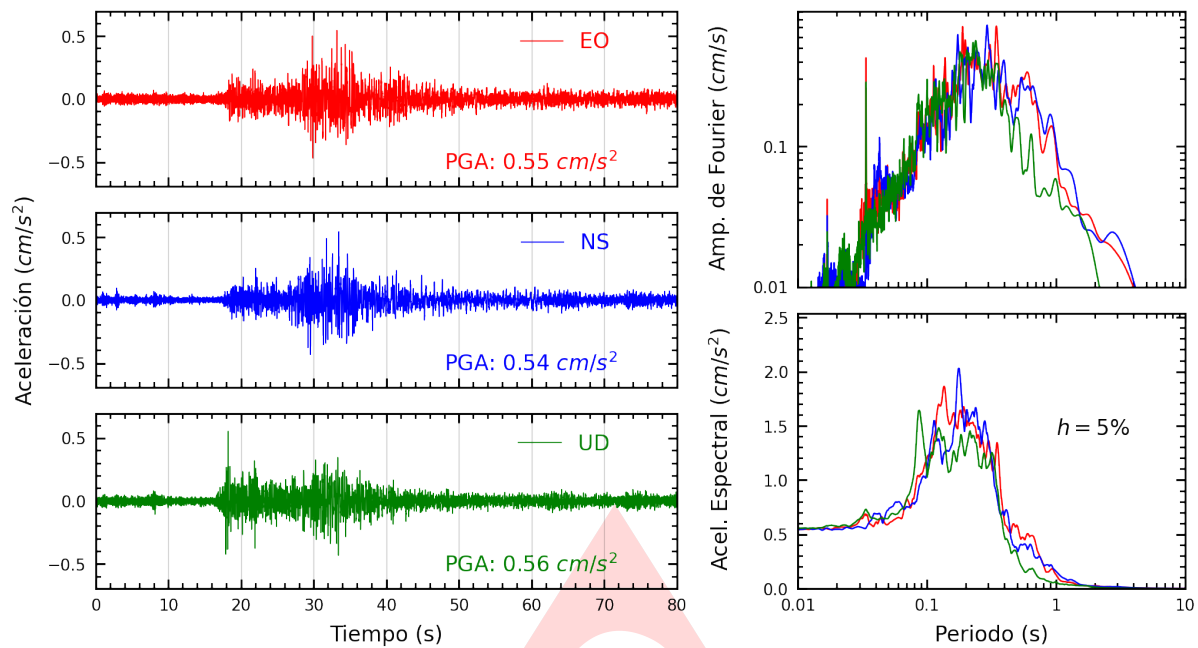 Aceleración (cm/s²)
0.5
0.0
−0.5
EO
PGA: 0.55 cm/s²
0.5
0.0
−0.5
NS
PGA: 0.54 cm/s²
0.5
0.0
−0.5
UD
PGA: 0.56 cm/s²
0 10 20 30 40 50 60 70 80
Tiempo (s)
Amp. de Fourier (cm/s)
0.1
0.01
Acel. Espectral (cm/s²)
2.5
2.0
1.5
1.0
0.5
0.0
h = 5%
0.01 0.1 1 10
Periodo (s)